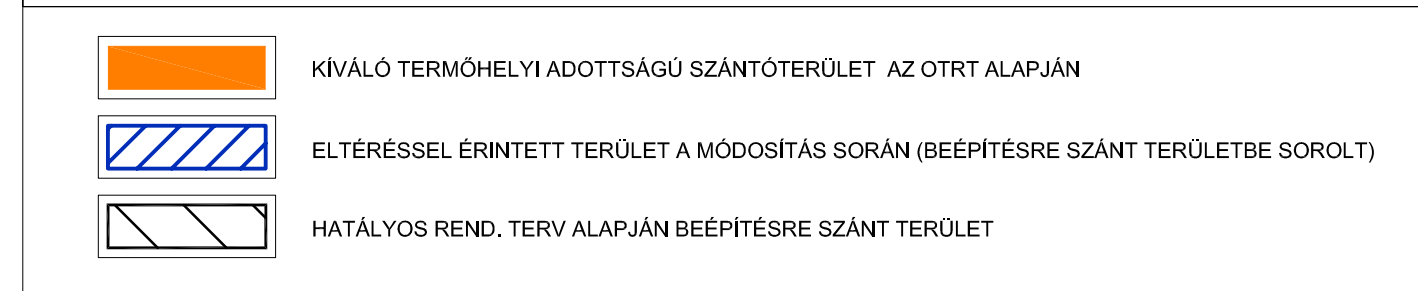 KÍVÁLÓ TERMŐHELYI ADOTTSÁGÚ SZÁNTÓTERÜLET AZ OTRT ALAPJÁN
ELTÉRÉSSEL ÉRINTETT TERÜLET A MÓDOSÍTÁS SORÁN (BEÉPÍTÉSRE SZÁNT TERÜLETBE SOROLT)
HATÁLYOS REND. TERV ALAPJÁN BEÉPÍTÉSRE SZÁNT TERÜLET